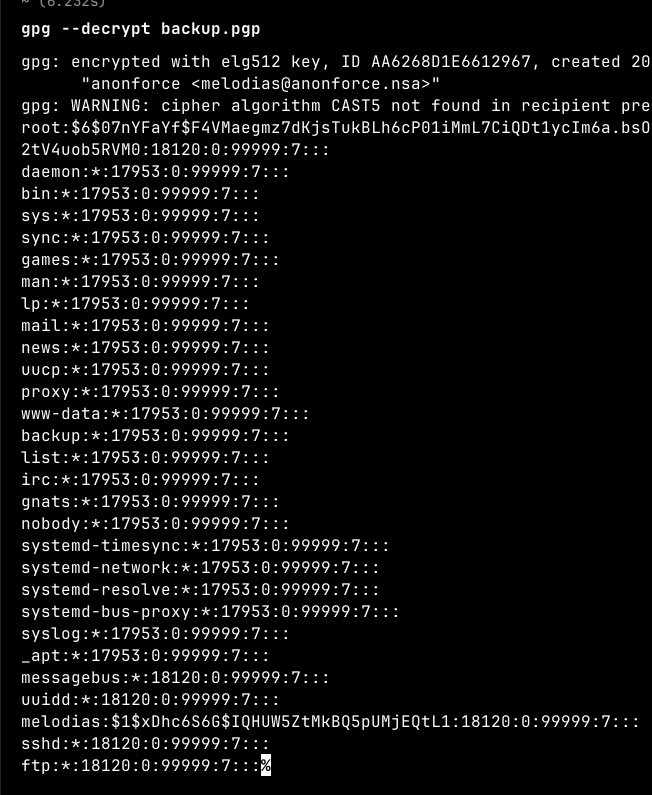 ~ (6.232s)
gpg --decrypt backup.pgp
gpg: encrypted with elg512 key, ID AA6268D1E6612967, created 20
"anonforce <melodias@anonforce.nsa>"
gpg: WARNING: cipher algorithm CAST5 not found in recipient pre
root:$6$07nYFaYf$F4VMaegmz7dKjsTukBLh6cP01iMmL7CiQDt1ycIm6a.bsO
2tV4uob5RVM0:18120:0:99999:7:::
daemon:*:17953:0:99999:7:::
bin:*:17953:0:99999:7:::
sys:*:17953:0:99999:7:::
sync:*:17953:0:99999:7:::
games:*:17953:0:99999:7:::
man:*:17953:0:99999:7:::
lp:*:17953:0:99999:7:::
mail:*:17953:0:99999:7:::
news:*:17953:0:99999:7:::
uucp:*:17953:0:99999:7:::
proxy:*:17953:0:99999:7:::
www-data:*:17953:0:99999:7:::
backup:*:17953:0:99999:7:::
list:*:17953:0:99999:7:::
irc:*:17953:0:99999:7:::
gnats:*:17953:0:99999:7:::
nobody:*:17953:0:99999:7:::
systemd-timesync:*:17953:0:99999:7:::
systemd-network:*:17953:0:99999:7:::
systemd-resolve:*:17953:0:99999:7:::
systemd-bus-proxy:*:17953:0:99999:7:::
syslog:*:17953:0:99999:7:::
_apt:*:17953:0:99999:7:::
messagebus:*:18120:0:99999:7:::
uuidd:*:18120:0:99999:7:::
melodias:$1$xDhc6S6G$IQHUW5ZtMkBQ5pUMjEQtL1:18120:0:99999:7:::
sshd:*:18120:0:99999:7:::
ftp:*:18120:0:99999:7:::%